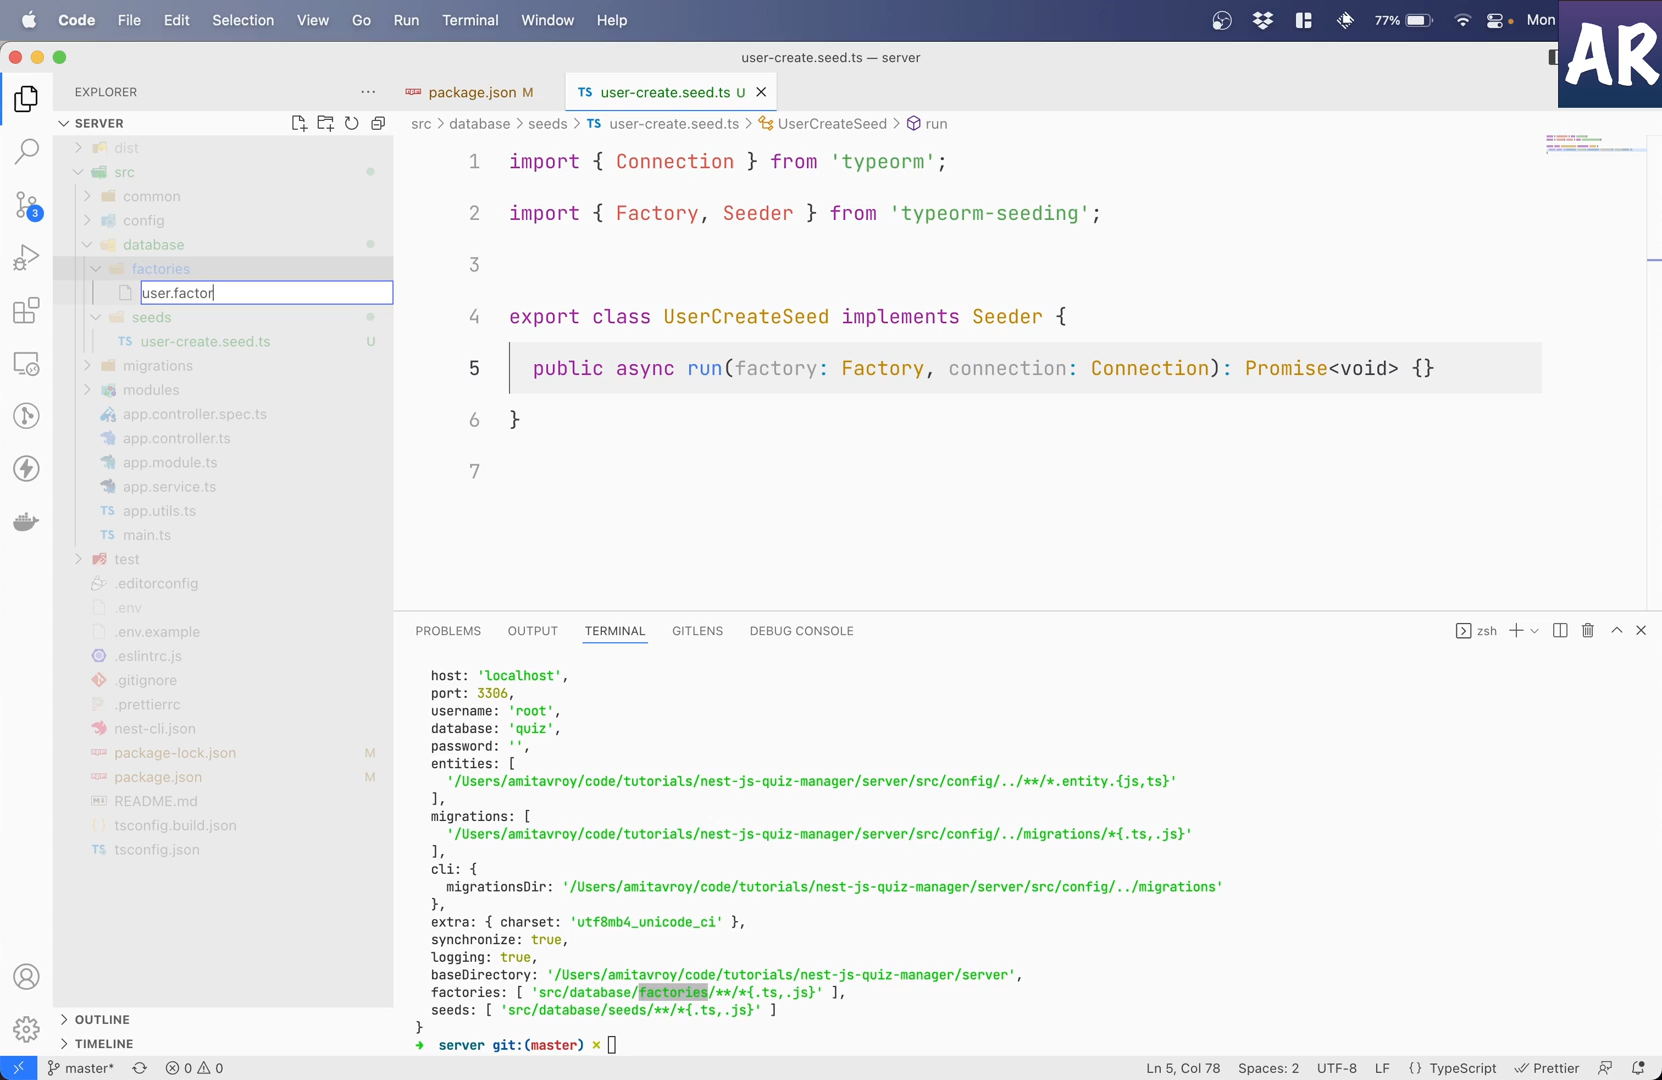 Code File Edit Selection View Go Run Terminal Window Help 77% Mon
AR
user-create.seed.ts — server
EXPLORER
package.json M
TS user-create.seed.ts U
SERVER
src > database > seeds > TS user-create.seed.ts > UserCreateSeed > run
dist
src
common
config
database
factories
user.factor
seeds
TS user-create.seed.ts U
migrations
modules
app.controller.spec.ts
app.controller.ts
app.module.ts
app.service.ts
TS app.utils.ts
TS main.ts
test
.editorconfig
.env
.env.example
.eslintrc.js
.gitignore
.prettierrc
nest-cli.json
package-lock.json M
package.json M
README.md
tsconfig.build.json
TS tsconfig.json
OUTLINE
TIMELINE
3
1 import { Connection } from 'typeorm';
2 import { Factory, Seeder } from 'typeorm-seeding';
3
4 export class UserCreateSeed implements Seeder {
5 public async run(factory: Factory, connection: Connection): Promise<void> {}
6 }
7
PROBLEMS OUTPUT TERMINAL GITLENS DEBUG CONSOLE zsh
host: 'localhost',
port: 3306,
username: 'root',
database: 'quiz',
password: '',
entities: [
'/Users/amitavroy/code/tutorials/nest-js-quiz-manager/server/src/config/../**/*.entity.{js,ts}'
],
migrations: [
'/Users/amitavroy/code/tutorials/nest-js-quiz-manager/server/src/config/../migrations/*{.ts,.js}'
],
cli: {
migrationsDir: '/Users/amitavroy/code/tutorials/nest-js-quiz-manager/server/src/config/../migrations'
},
extra: { charset: 'utf8mb4_unicode_ci' },
synchronize: true,
logging: true,
baseDirectory: '/Users/amitavroy/code/tutorials/nest-js-quiz-manager/server',
factories: [ 'src/database/factories/**/*{.ts,.js}' ],
seeds: [ 'src/database/seeds/**/*{.ts,.js}' ]
}
➜ server git:(master) ×
master* 0 0 Ln 5, Col 78 Spaces: 2 UTF-8 LF {} TypeScript Prettier